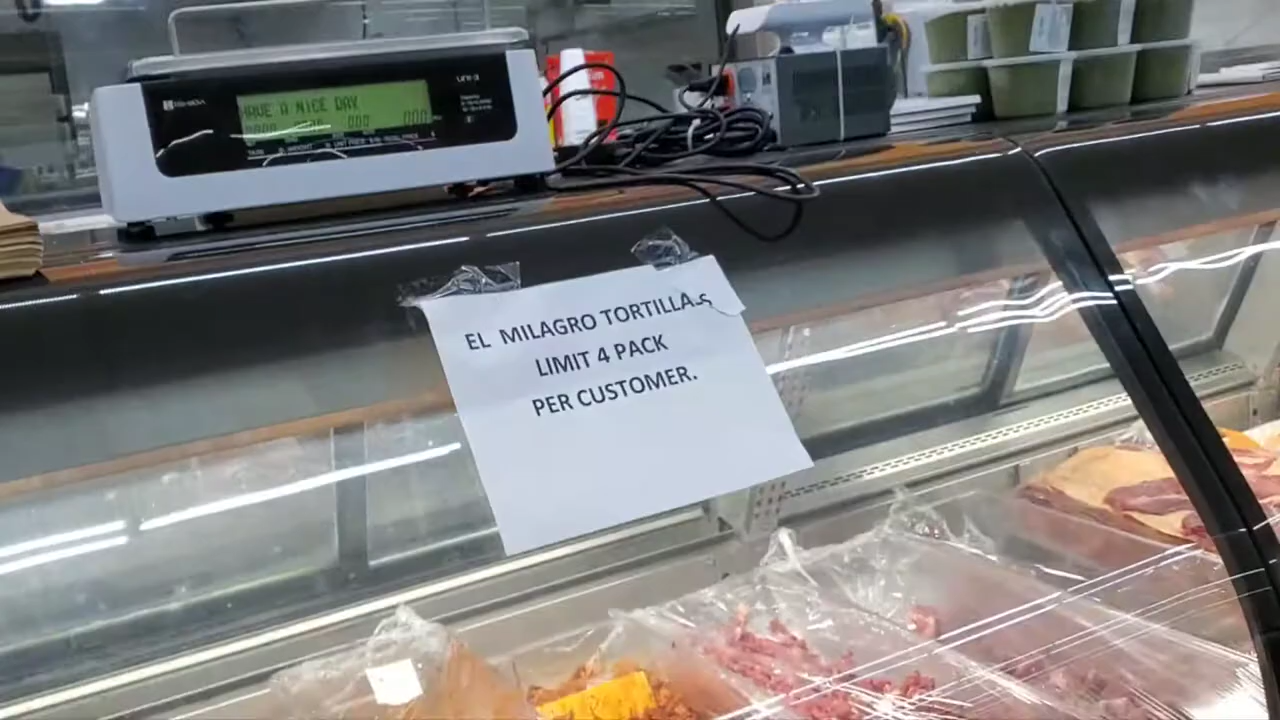 HAVE A NICE DAY
EL MILAGRO TORTILLAS
LIMIT 4 PACK
PER CUSTOMER.